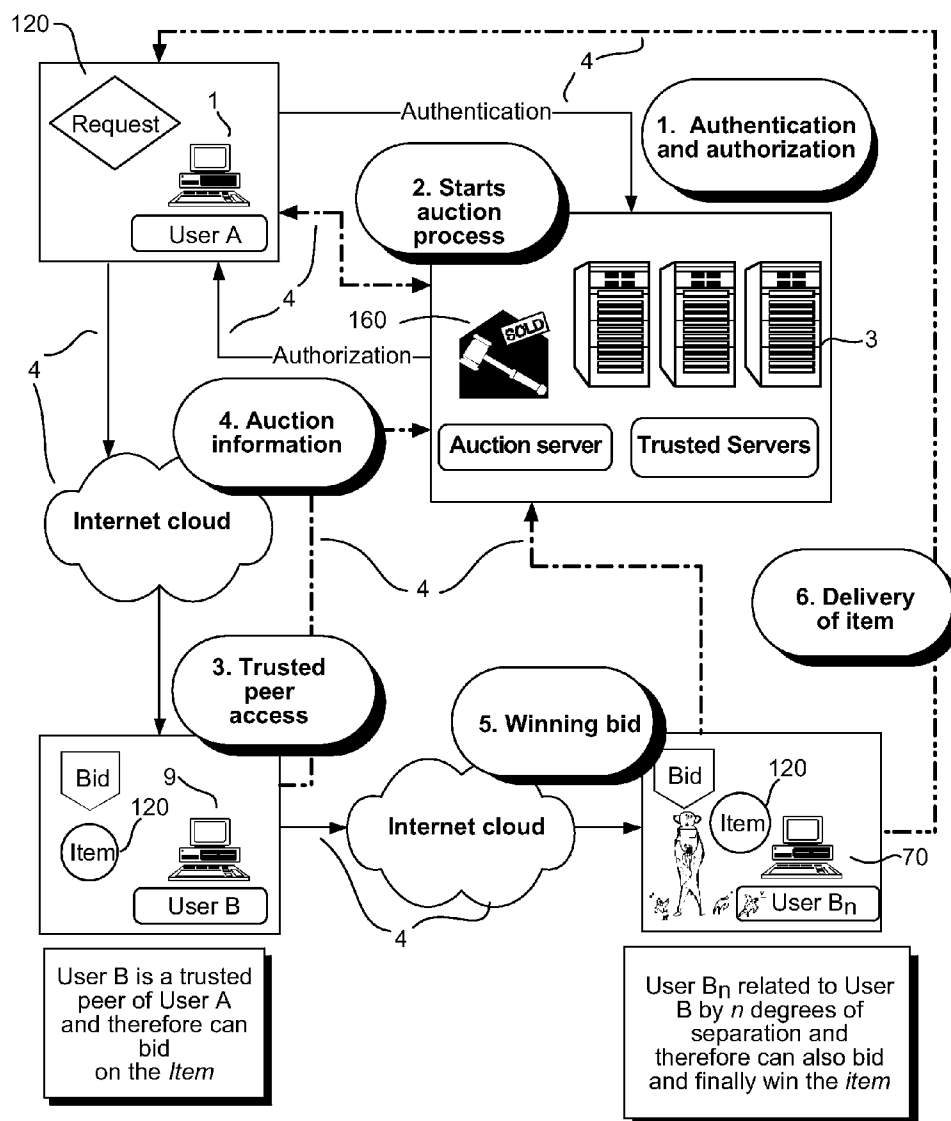 120
4
Request
1
User A
Authentication
1. Authentication
and authorization
2. Starts
auction
process
4
160
SOLD
3
Authorization
4
4. Auction
information
Auction server
Trusted Servers
4
Internet cloud
4
6. Delivery
of item
3. Trusted
peer
access
5. Winning bid
Bid
9
120
Item
User B
Internet cloud
4
Bid
120
Item
70
User Bn
User B is a trusted
peer of User A
and therefore can
bid
on the Item
User Bn related to User
B by n degrees of
separation and
therefore can also bid
and finally win the item